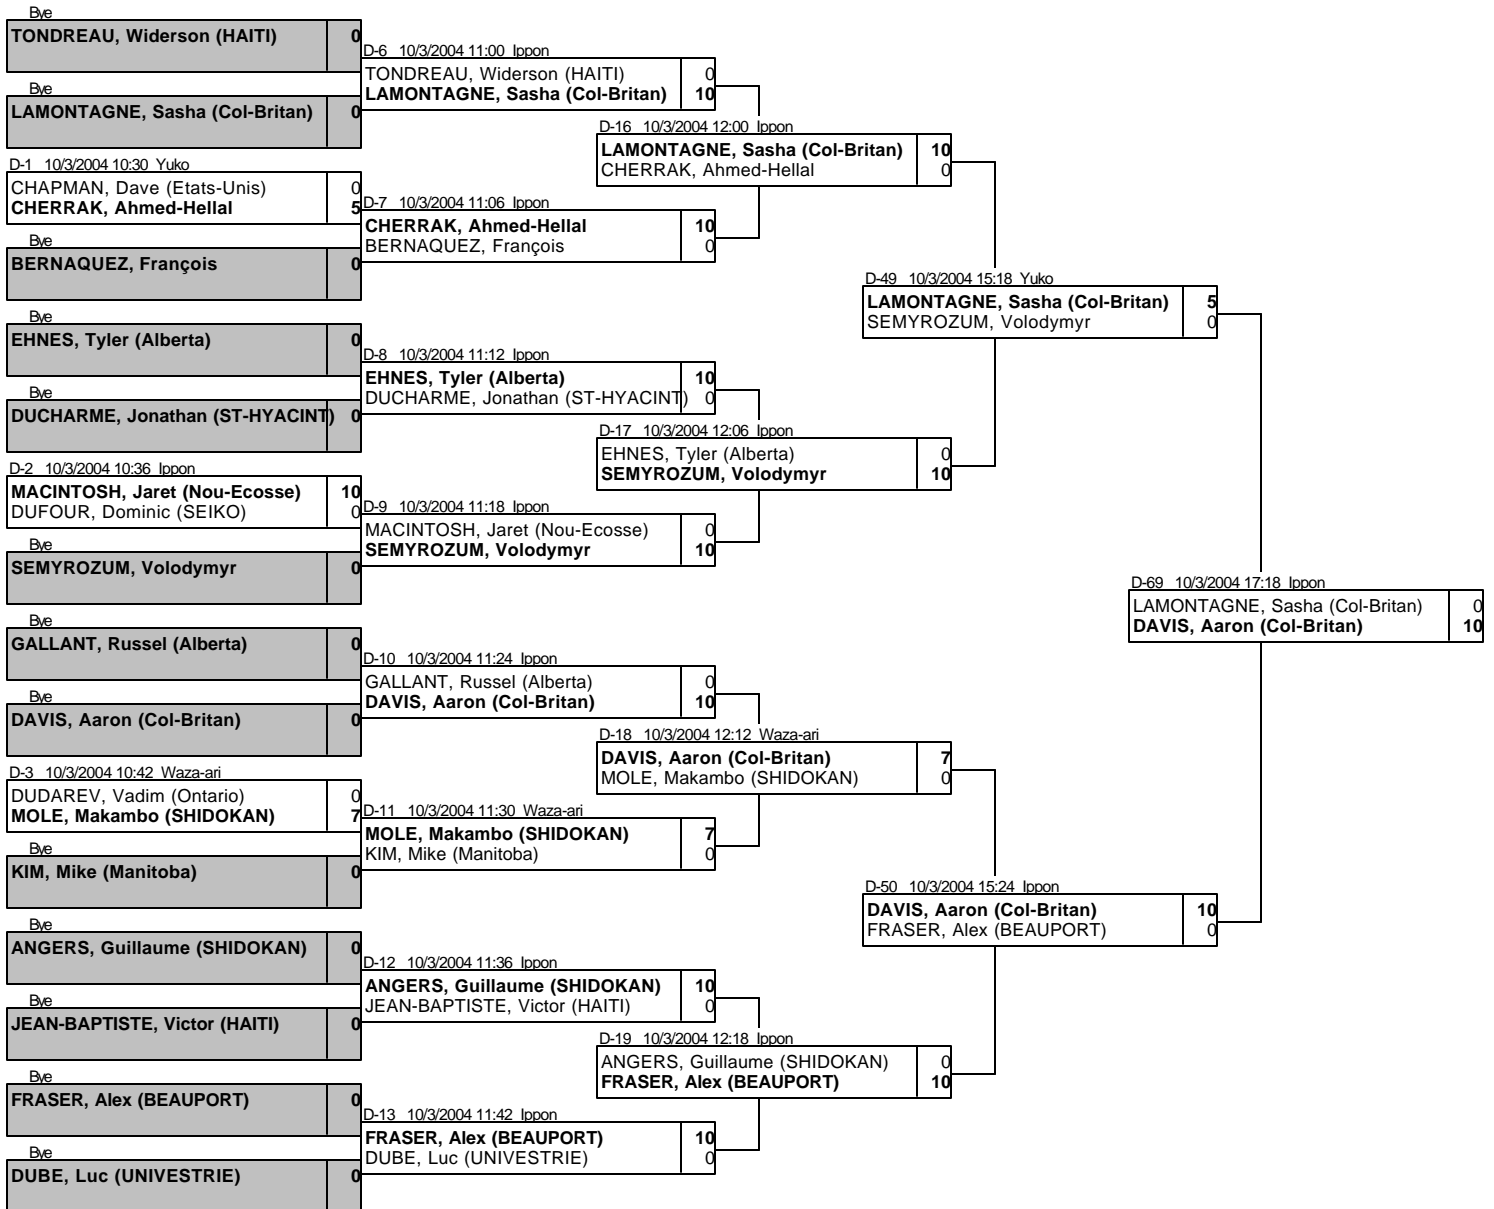 Bye
TONDREAU, Widerson (HAITI) 0
Bye
LAMONTAGNE, Sasha (Col-Britan) 0
D-1 10/3/2004 10:30 Yuko
CHAPMAN, Dave (Etats-Unis) 0
CHERRAK, Ahmed-Hellal 5
Bye
BERNAQUEZ, François 0
Bye
EHNES, Tyler (Alberta) 0
Bye
DUCHARME, Jonathan (ST-HYACINT) 0
D-2 10/3/2004 10:36 Ippon
MACINTOSH, Jaret (Nou-Ecosse) 10
DUFOUR, Dominic (SEIKO) 0
Bye
SEMYROZUM, Volodymyr 0
Bye
GALLANT, Russel (Alberta) 0
Bye
DAVIS, Aaron (Col-Britan) 0
D-3 10/3/2004 10:42 Waza-ari
DUDAREV, Vadim (Ontario) 0
MOLE, Makambo (SHIDOKAN) 7
Bye
KIM, Mike (Manitoba) 0
Bye
ANGERS, Guillaume (SHIDOKAN) 0
Bye
JEAN-BAPTISTE, Victor (HAITI) 0
Bye
FRASER, Alex (BEAUPORT) 0
Bye
DUBE, Luc (UNIVESTRIE) 0
D-6 10/3/2004 11:00 Ippon
TONDREAU, Widerson (HAITI) 0
LAMONTAGNE, Sasha (Col-Britan) 10
D-7 10/3/2004 11:06 Ippon
CHERRAK, Ahmed-Hellal 10
BERNAQUEZ, François 0
D-8 10/3/2004 11:12 Ippon
EHNES, Tyler (Alberta) 10
DUCHARME, Jonathan (ST-HYACINT) 0
D-9 10/3/2004 11:18 Ippon
MACINTOSH, Jaret (Nou-Ecosse) 0
SEMYROZUM, Volodymyr 10
D-10 10/3/2004 11:24 Ippon
GALLANT, Russel (Alberta) 0
DAVIS, Aaron (Col-Britan) 10
D-11 10/3/2004 11:30 Waza-ari
MOLE, Makambo (SHIDOKAN) 7
KIM, Mike (Manitoba) 0
D-12 10/3/2004 11:36 Ippon
ANGERS, Guillaume (SHIDOKAN) 10
JEAN-BAPTISTE, Victor (HAITI) 0
D-13 10/3/2004 11:42 Ippon
FRASER, Alex (BEAUPORT) 10
DUBE, Luc (UNIVESTRIE) 0
D-16 10/3/2004 12:00 Ippon
LAMONTAGNE, Sasha (Col-Britan) 10
CHERRAK, Ahmed-Hellal 0
D-17 10/3/2004 12:06 Ippon
EHNES, Tyler (Alberta) 0
SEMYROZUM, Volodymyr 10
D-18 10/3/2004 12:12 Waza-ari
DAVIS, Aaron (Col-Britan) 7
MOLE, Makambo (SHIDOKAN) 0
D-19 10/3/2004 12:18 Ippon
ANGERS, Guillaume (SHIDOKAN) 0
FRASER, Alex (BEAUPORT) 10
D-49 10/3/2004 15:18 Yuko
LAMONTAGNE, Sasha (Col-Britan) 5
SEMYROZUM, Volodymyr 0
D-50 10/3/2004 15:24 Ippon
DAVIS, Aaron (Col-Britan) 10
FRASER, Alex (BEAUPORT) 0
D-69 10/3/2004 17:18 Ippon
LAMONTAGNE, Sasha (Col-Britan) 0
DAVIS, Aaron (Col-Britan) 10